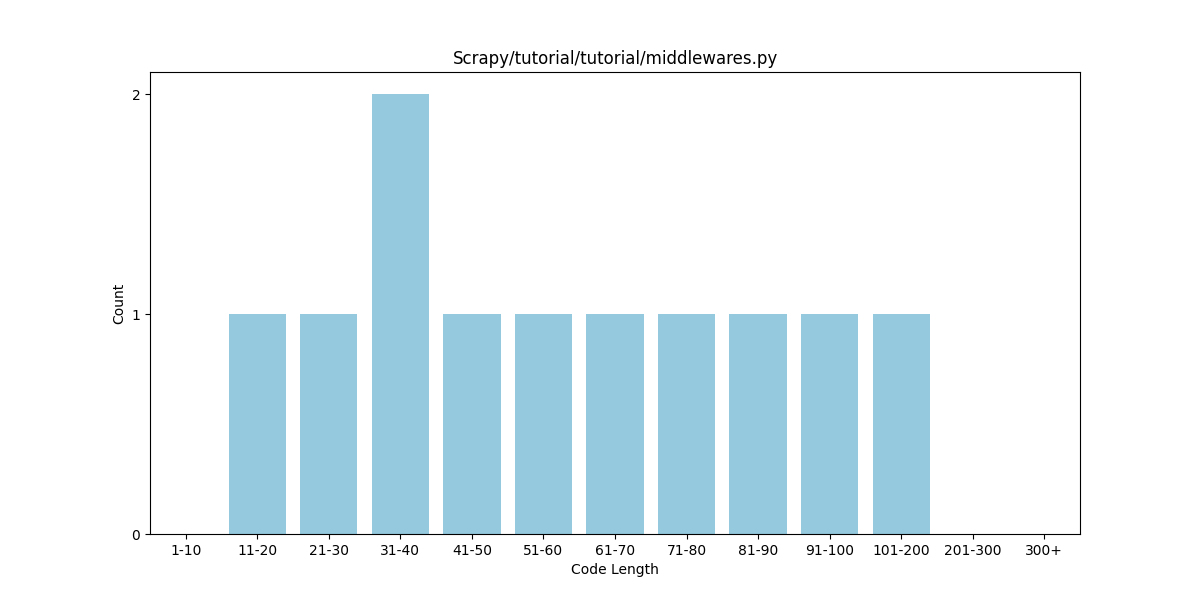 Scrapy/tutorial/tutorial/middlewares.py
2
1
0
Count
1-10 11-20 21-30 31-40 41-50 51-60 61-70 71-80 81-90 91-100 101-200 201-300 300+
Code Length